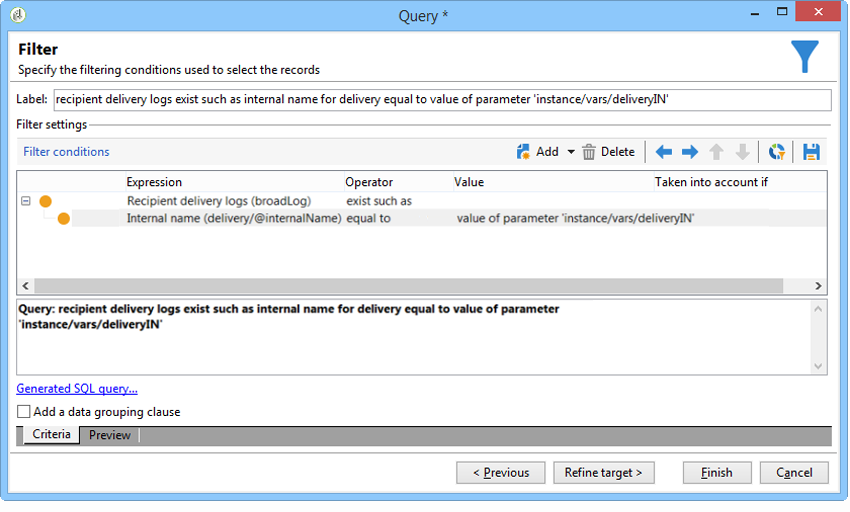 Query *
Filter
Specify the filtering conditions used to select the records
Label: recipient delivery logs exist such as internal name for delivery equal to value of parameter 'instance/vars/deliveryIN'
Filter settings
Filter conditions Add Delete
Expression Operator Value Taken into account if
Recipient delivery logs (broadLog) exist such as
Internal name (delivery/@internalName) equal to value of parameter 'instance/vars/deliveryIN'
Query: recipient delivery logs exist such as internal name for delivery equal to value of parameter
'instance/vars/deliveryIN'
Generated SQL query...
Add a data grouping clause
Criteria Preview
< Previous Refine target > Finish Cancel